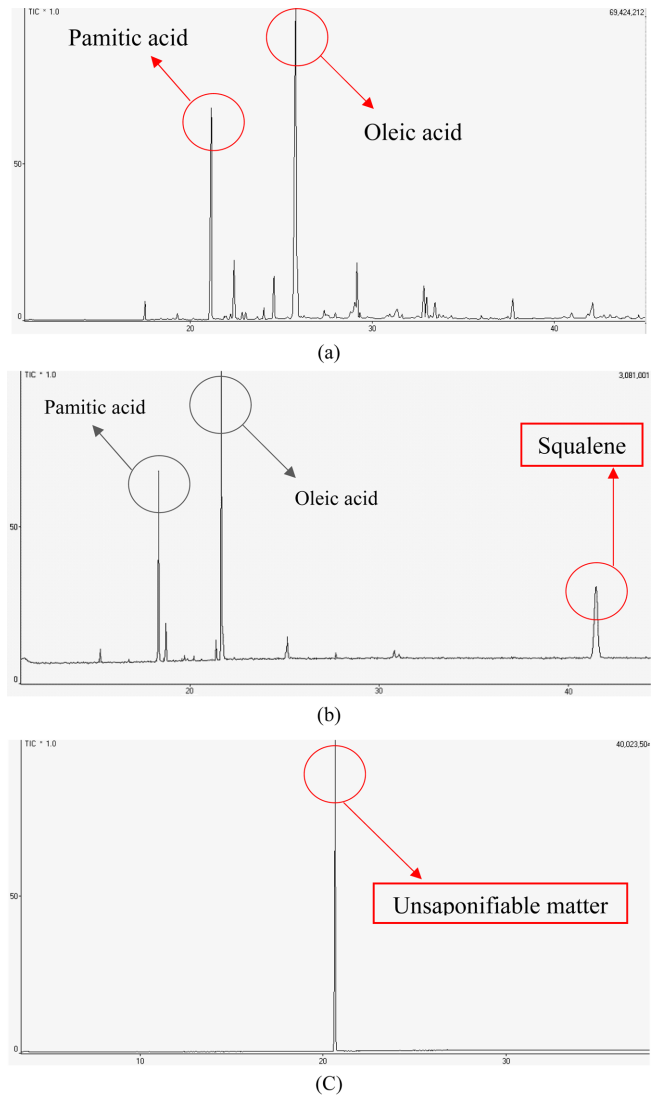 TIC * 1.0 69,424,212
Pamitic acid
Oleic acid
50
0
20 30 40
(a)
TIC * 1.0 3,081,001
Pamitic acid
Squalene
Oleic acid
50
0
20 30 40
(b)
TIC * 1.0 40,023,504
50
Unsaponifiable matter
0
10 20 30
(C)